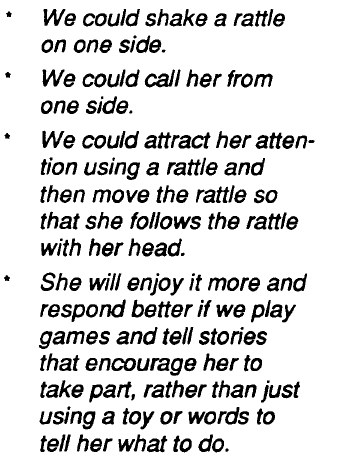 * We could shake a rattle
on one side.
* We could call her from
one side.
* We could attract her atten-
tion using a rattle and
then move the rattle so
that she follows the rattle
with her head.
* She will enjoy it more and
respond better if we play
games and tell stories
that encourage her to
take part, rather than just
using a toy or words to
tell her what to do.